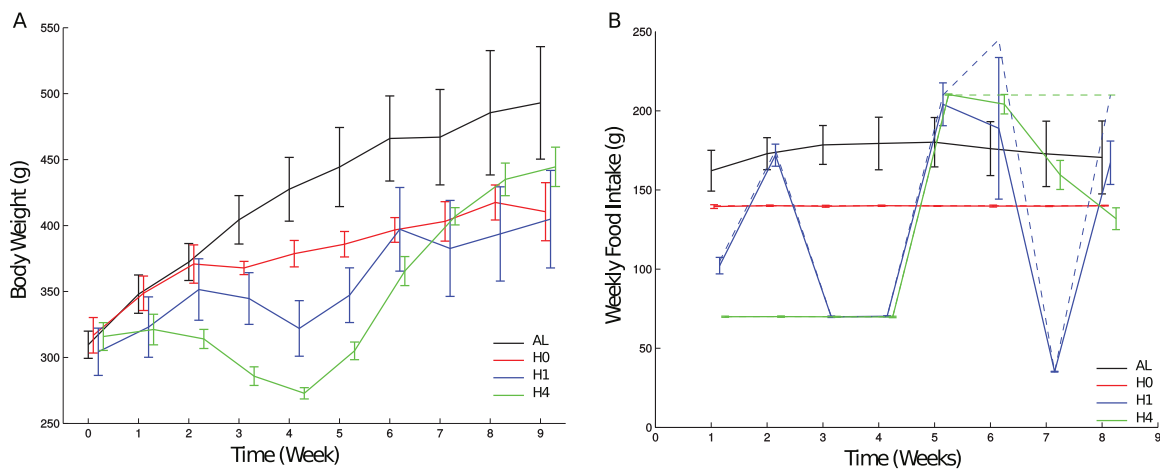 A
550
500
450
400
350
300
250
Body Weight (g)
0 1 2 3 4 5 6 7 8 9
Time (Week)
AL
H0
H1
H4
B
250
200
150
100
50
0
Weekly Food Intake (g)
0 1 2 3 4 5 6 7 8 9
Time (Weeks)
AL
H0
H1
H4